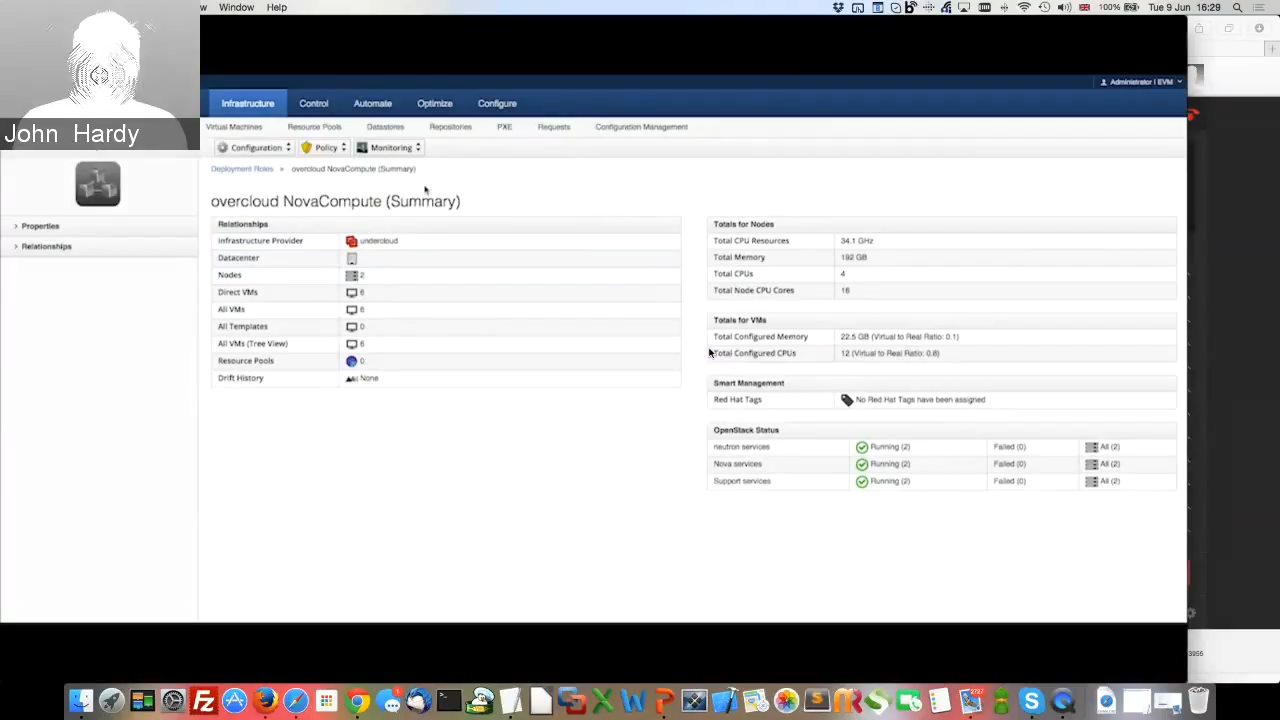 w Window Help
100% Tue 9 Jun 16:29
John Hardy
Administrator | EVM
Infrastructure Control Automate Optimize Configure
Virtual Machines Resource Pools Datastores Repositories PXE Requests Configuration Management
Configuration Policy Monitoring
Deployment Roles » overcloud NovaCompute (Summary)
Properties
Relationships
overcloud NovaCompute (Summary)
Relationships
Infrastructure Provider undercloud
Datacenter
Nodes 2
Direct VMs 6
All VMs 6
All Templates 0
All VMs (Tree View) 6
Resource Pools 0
Drift History None
Totals for Nodes
Total CPU Resources 34.1 GHz
Total Memory 192 GB
Total CPUs 4
Total Node CPU Cores 16
Totals for VMs
Total Configured Memory 22.5 GB (Virtual to Real Ratio: 0.1)
Total Configured CPUs 12 (Virtual to Real Ratio: 0.8)
Smart Management
Red Hat Tags No Red Hat Tags have been assigned
OpenStack Status
neutron services Running (2) Failed (0) All (2)
Nova services Running (2) Failed (0) All (2)
Support services Running (2) Failed (0) All (2)
3955